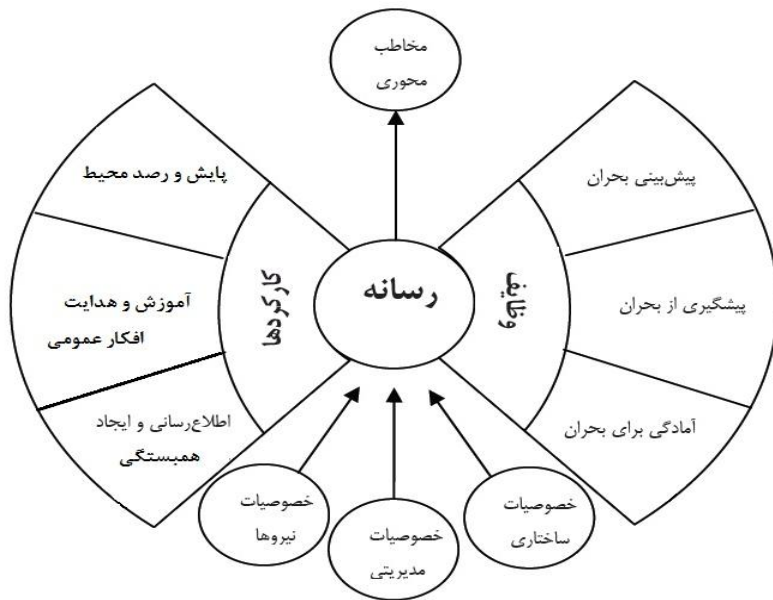 مخاطب
محوری
پیش‌بینی بحران
پیشگیری از بحران
آمادگی برای بحران
وظایف
رسانه
کارکردها
پایش و رصد محیط
آموزش و هدایت
افکار عمومی
اطلاع‌رسانی و ایجاد
همبستگی
خصوصیات
ساختاری
خصوصیات
مدیریتی
خصوصیات
نیروها